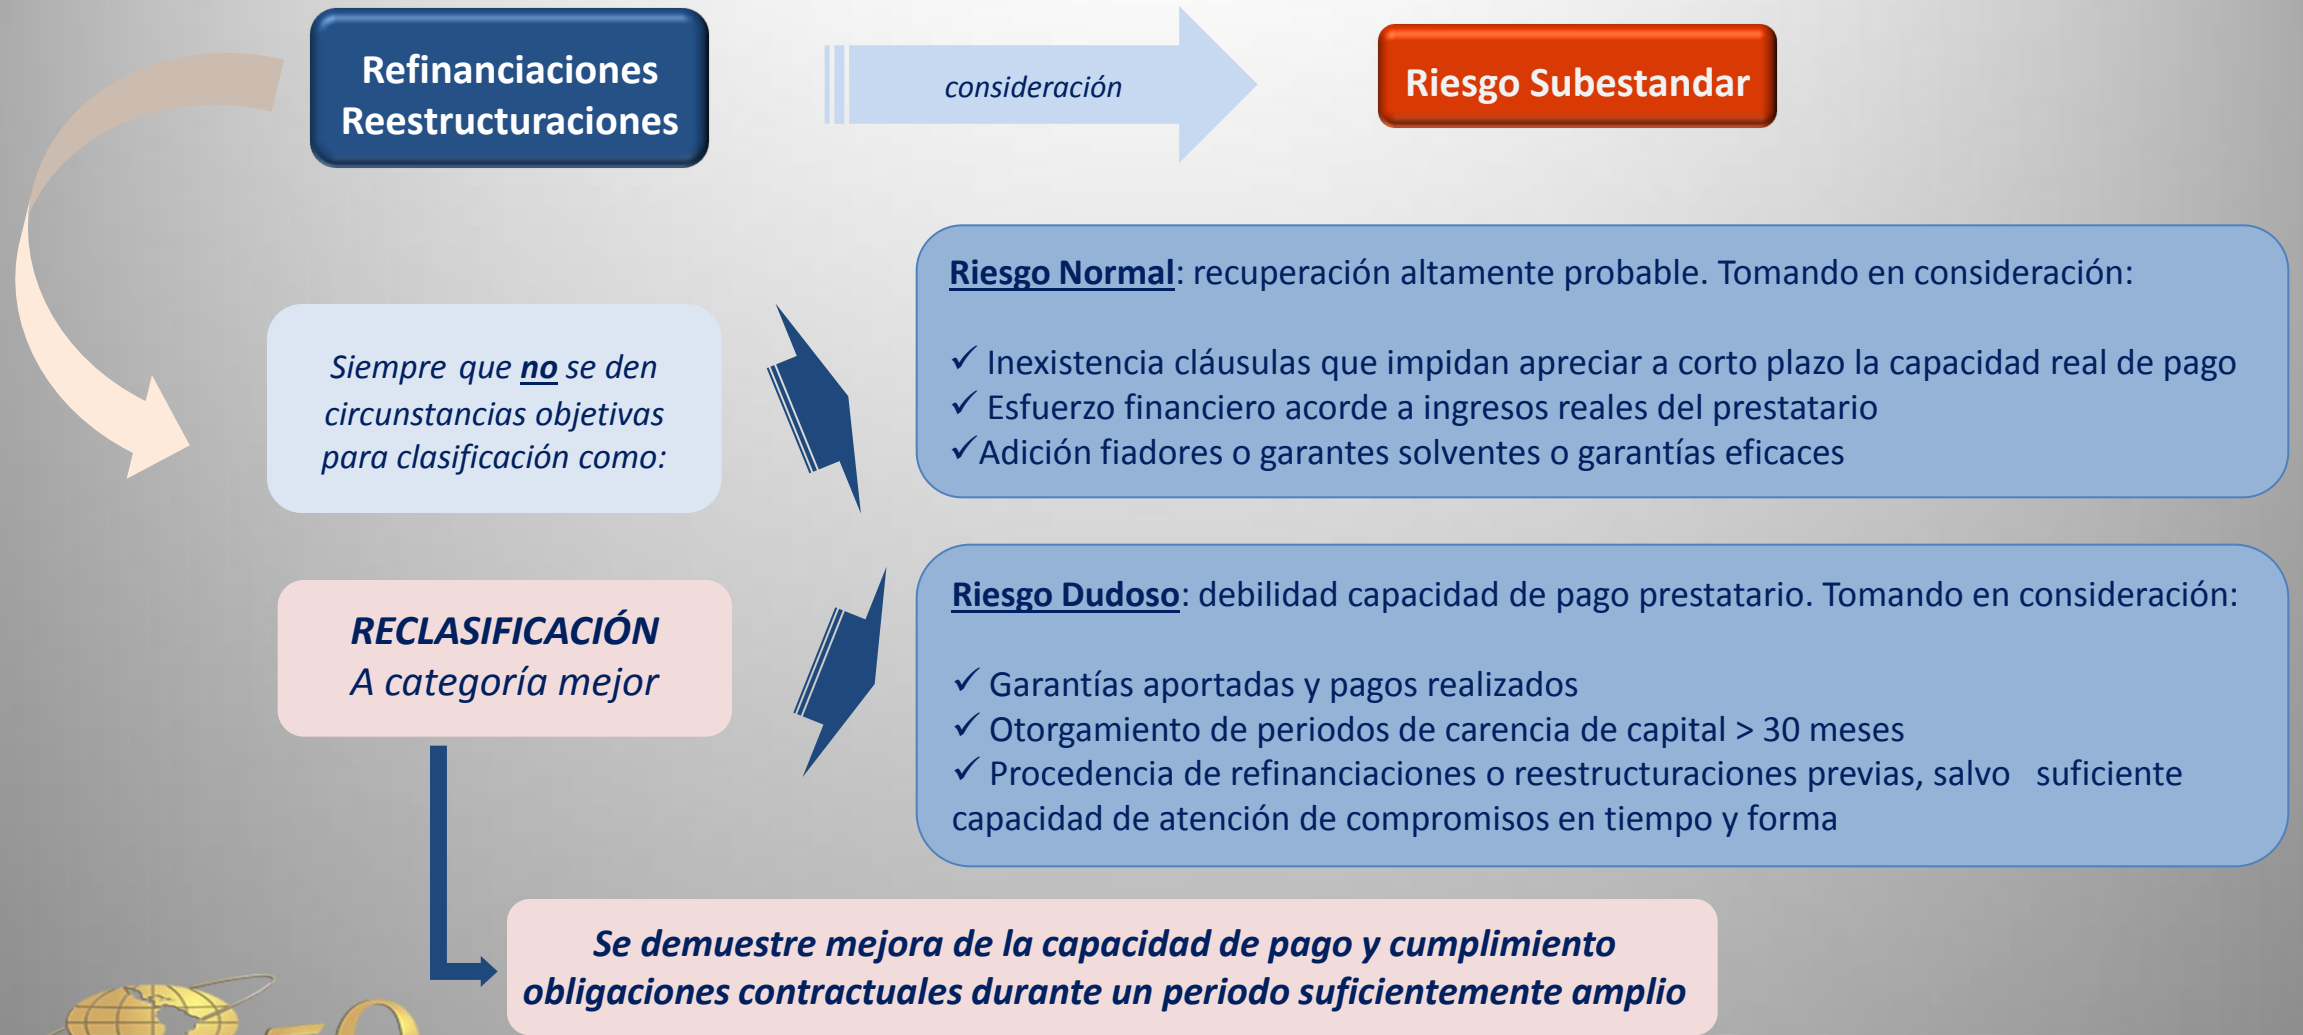 Refinanciaciones
Reestructuraciones
consideración
Riesgo Subestandar
Siempre que no se den
circunstancias objetivas
para clasificación como:
Riesgo Normal: recuperación altamente probable. Tomando en consideración:
✓ Inexistencia cláusulas que impidan apreciar a corto plazo la capacidad real de pago
✓ Esfuerzo financiero acorde a ingresos reales del prestatario
✓Adición fiadores o garantes solventes o garantías eficaces
Riesgo Dudoso: debilidad capacidad de pago prestatario. Tomando en consideración:
✓ Garantías aportadas y pagos realizados
✓ Otorgamiento de periodos de carencia de capital > 30 meses
✓ Procedencia de refinanciaciones o reestructuraciones previas, salvo suficiente
capacidad de atención de compromisos en tiempo y forma
RECLASIFICACIÓN
A categoría mejor
Se demuestre mejora de la capacidad de pago y cumplimiento
obligaciones contractuales durante un periodo suficientemente amplio